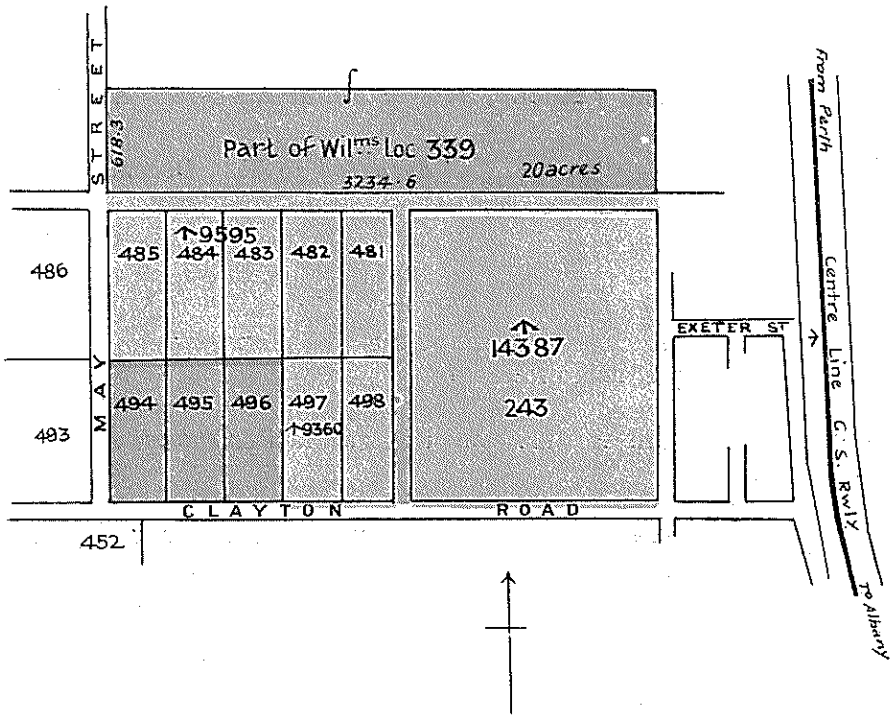 STREET
618·3
Part of Wilms Loc 339
3234·6
20 acres
From Perth
↑9595
485
484
483
482
481
486
↑
14387
243
EXETER ST
Centre Line G. S. Rwly
MAY
494
495
496
497
498
↑9360
493
CLAYTON ROAD
452
To Albany